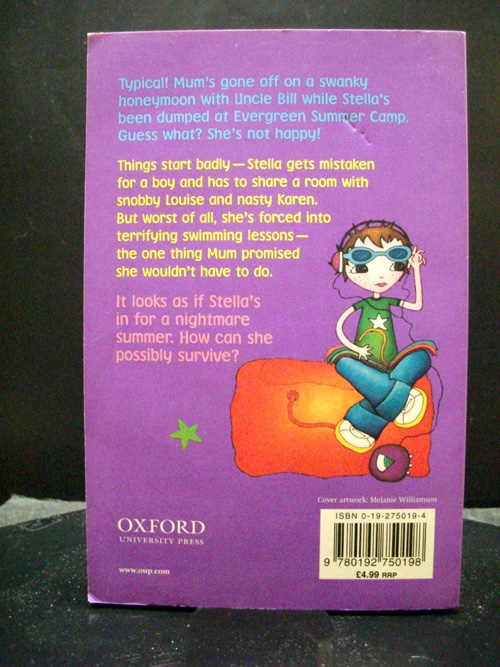 Typical! Mum's gone off on a swanky
honeymoon with Uncle Bill while Stella's
been dumped at Evergreen Summer Camp.
Guess what? She's not happy!
Things start badly—Stella gets mistaken
for a boy and has to share a room with
snobby Louise and nasty Karen.
But worst of all, she's forced into
terrifying swimming lessons—
the one thing Mum promised
she wouldn't have to do.
It looks as if Stella's
in for a nightmare
summer. How can she
possibly survive?
Cover artwork: Melanie Williamson
OXFORD
UNIVERSITY PRESS
www.oup.com
ISBN 0-19-275019-4
9 780192 750198
£4.99 RRP